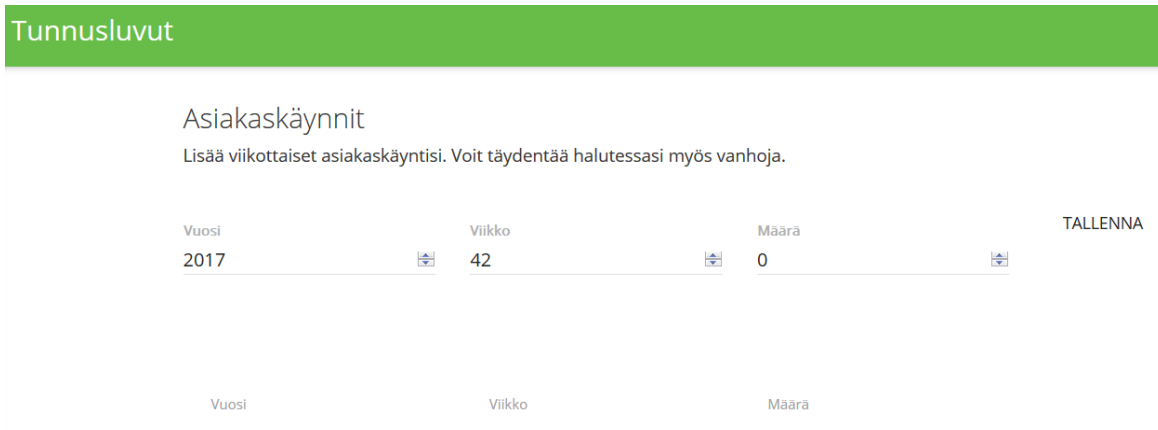 Tunnusluvut
Asiakaskäynnit
Lisää viikottaiset asiakaskäyntisi. Voit täydentää halutessasi myös vanhoja.
Vuosi Viikko Määrä TALLENNA
2017 42 0
Vuosi Viikko Määrä